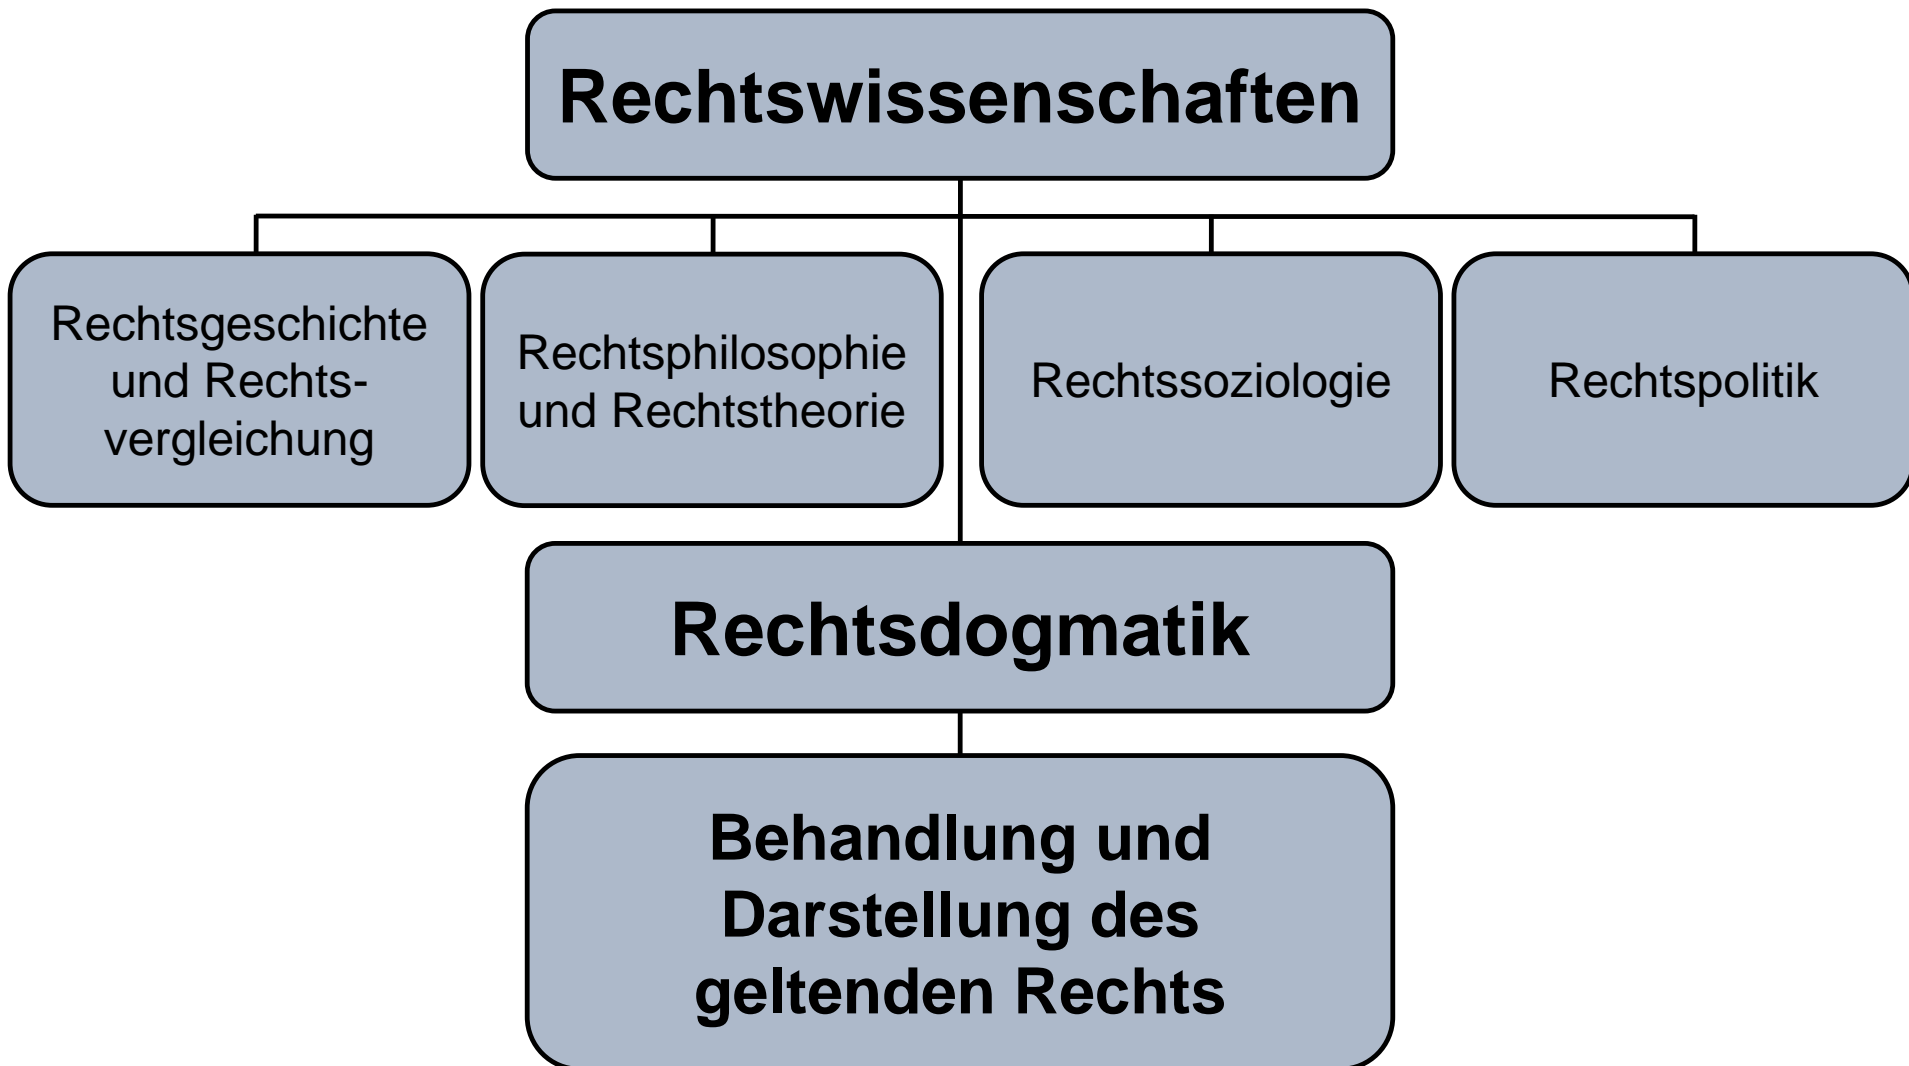 Rechtswissenschaften
Rechtsgeschichte
und Rechts-
vergleichung
Rechtsphilosophie
und Rechtstheorie
Rechtssoziologie
Rechtspolitik
Rechtsdogmatik
Behandlung und
Darstellung des
geltenden Rechts